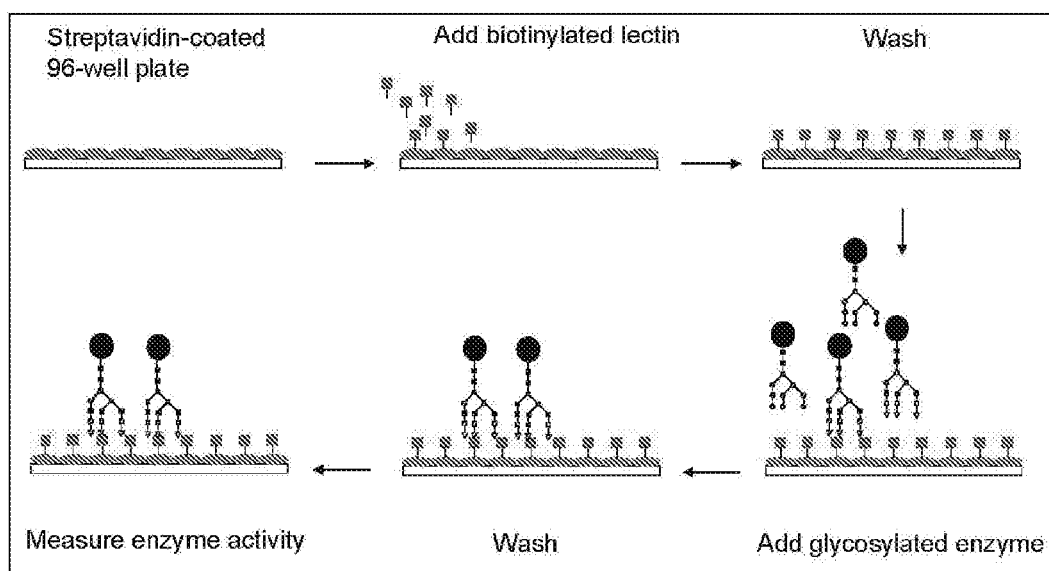 Streptavidin-coated
96-well plate
Add biotinylated lectin
Wash
Measure enzyme activity
Wash
Add glycosylated enzyme